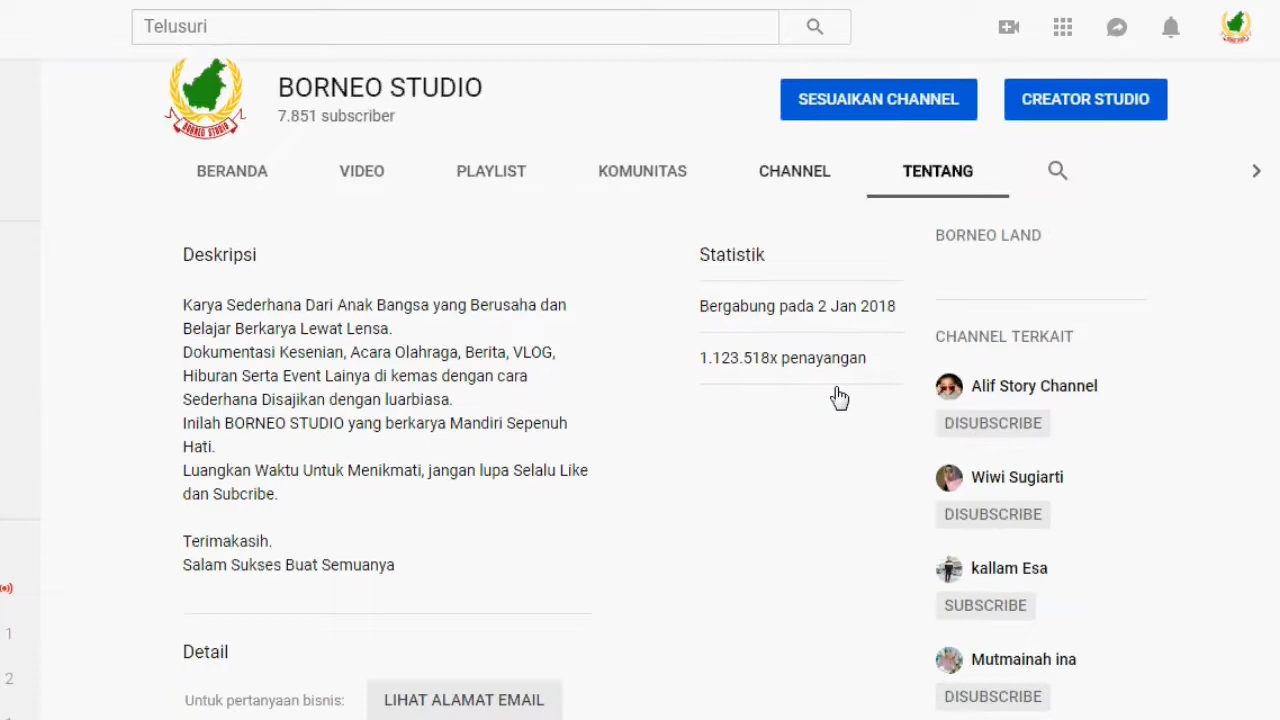 Telusuri
BORNEO STUDIO
BORNEO STUDIO
7.851 subscriber
SESUAIKAN CHANNEL
CREATOR STUDIO
BERANDA
VIDEO
PLAYLIST
KOMUNITAS
CHANNEL
TENTANG
Deskripsi
Karya Sederhana Dari Anak Bangsa yang Berusaha dan
Belajar Berkarya Lewat Lensa.
Dokumentasi Kesenian, Acara Olahraga, Berita, VLOG,
Hiburan Serta Event Lainya di kemas dengan cara
Sederhana Disajikan dengan luarbiasa.
Inilah BORNEO STUDIO yang berkarya Mandiri Sepenuh
Hati.
Luangkan Waktu Untuk Menikmati, jangan lupa Selalu Like
dan Subcribe.
Terimakasih.
Salam Sukses Buat Semuanya
Detail
Untuk pertanyaan bisnis:
LIHAT ALAMAT EMAIL
Statistik
Bergabung pada 2 Jan 2018
1.123.518x penayangan
BORNEO LAND
CHANNEL TERKAIT
Alif Story Channel
DISUBSCRIBE
Wiwi Sugiarti
DISUBSCRIBE
kallam Esa
SUBSCRIBE
Mutmainah ina
DISUBSCRIBE
1
2